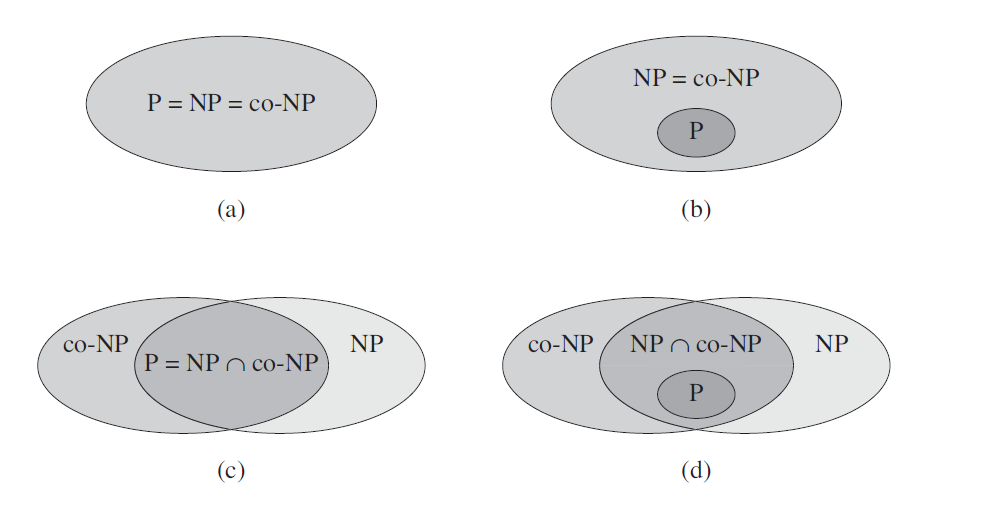 P = NP = co-NP
NP = co-NP
P
(a)
(b)
co-NP
P = NP ∩ co-NP
NP
co-NP
NP ∩ co-NP
NP
P
(c)
(d)